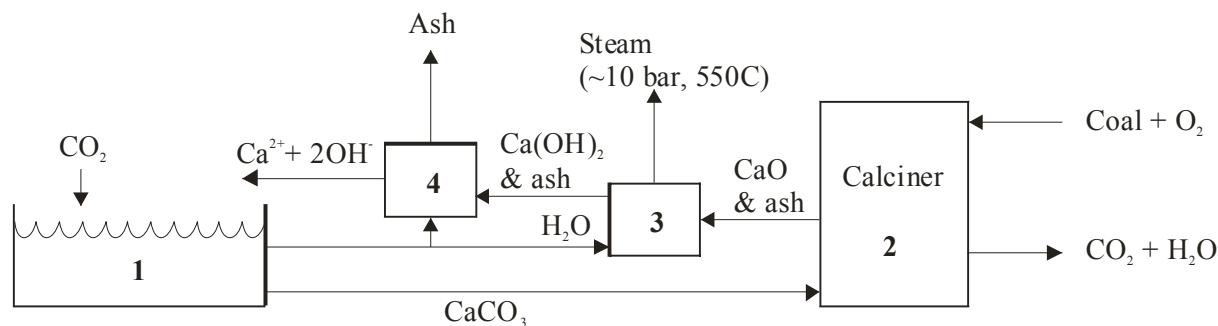 Ash
Steam
(~10 bar, 550C)
CO₂
Ca²⁺+ 2OH⁻
4
Ca(OH)₂
& ash
CaO
& ash
Calciner
2
Coal + O₂
H₂O
3
1
CO₂ + H₂O
CaCO₃